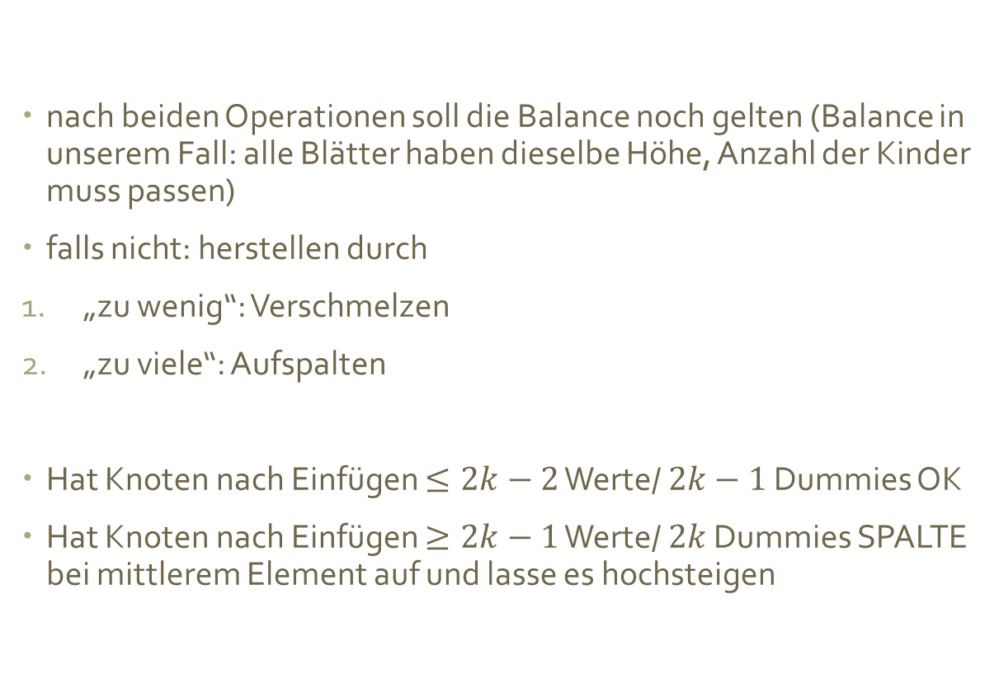 • nach beiden Operationen soll die Balance noch gelten (Balance in
unserem Fall: alle Blätter haben dieselbe Höhe, Anzahl der Kinder
muss passen)
• falls nicht: herstellen durch
1. „zu wenig“: Verschmelzen
2. „zu viele“: Aufspalten
• Hat Knoten nach Einfügen ≤ 2k − 2 Werte/ 2k − 1 Dummies OK
• Hat Knoten nach Einfügen ≥ 2k − 1 Werte/ 2k Dummies SPALTE
bei mittlerem Element auf und lasse es hochsteigen